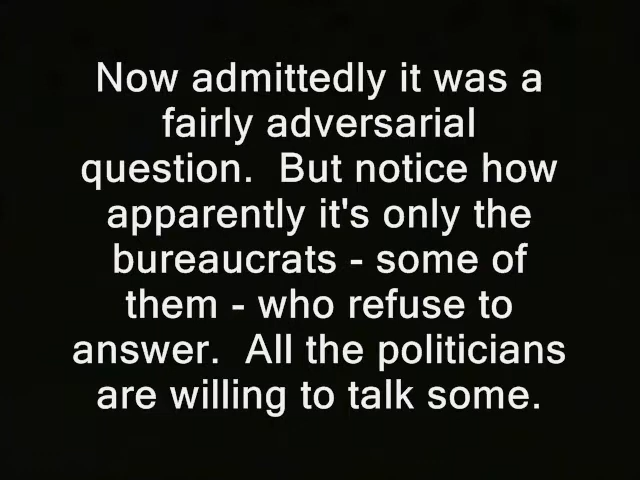 Now admittedly it was a
fairly adversarial
question.  But notice how
apparently it's only the
bureaucrats - some of
them - who refuse to
answer.  All the politicians
are willing to talk some.